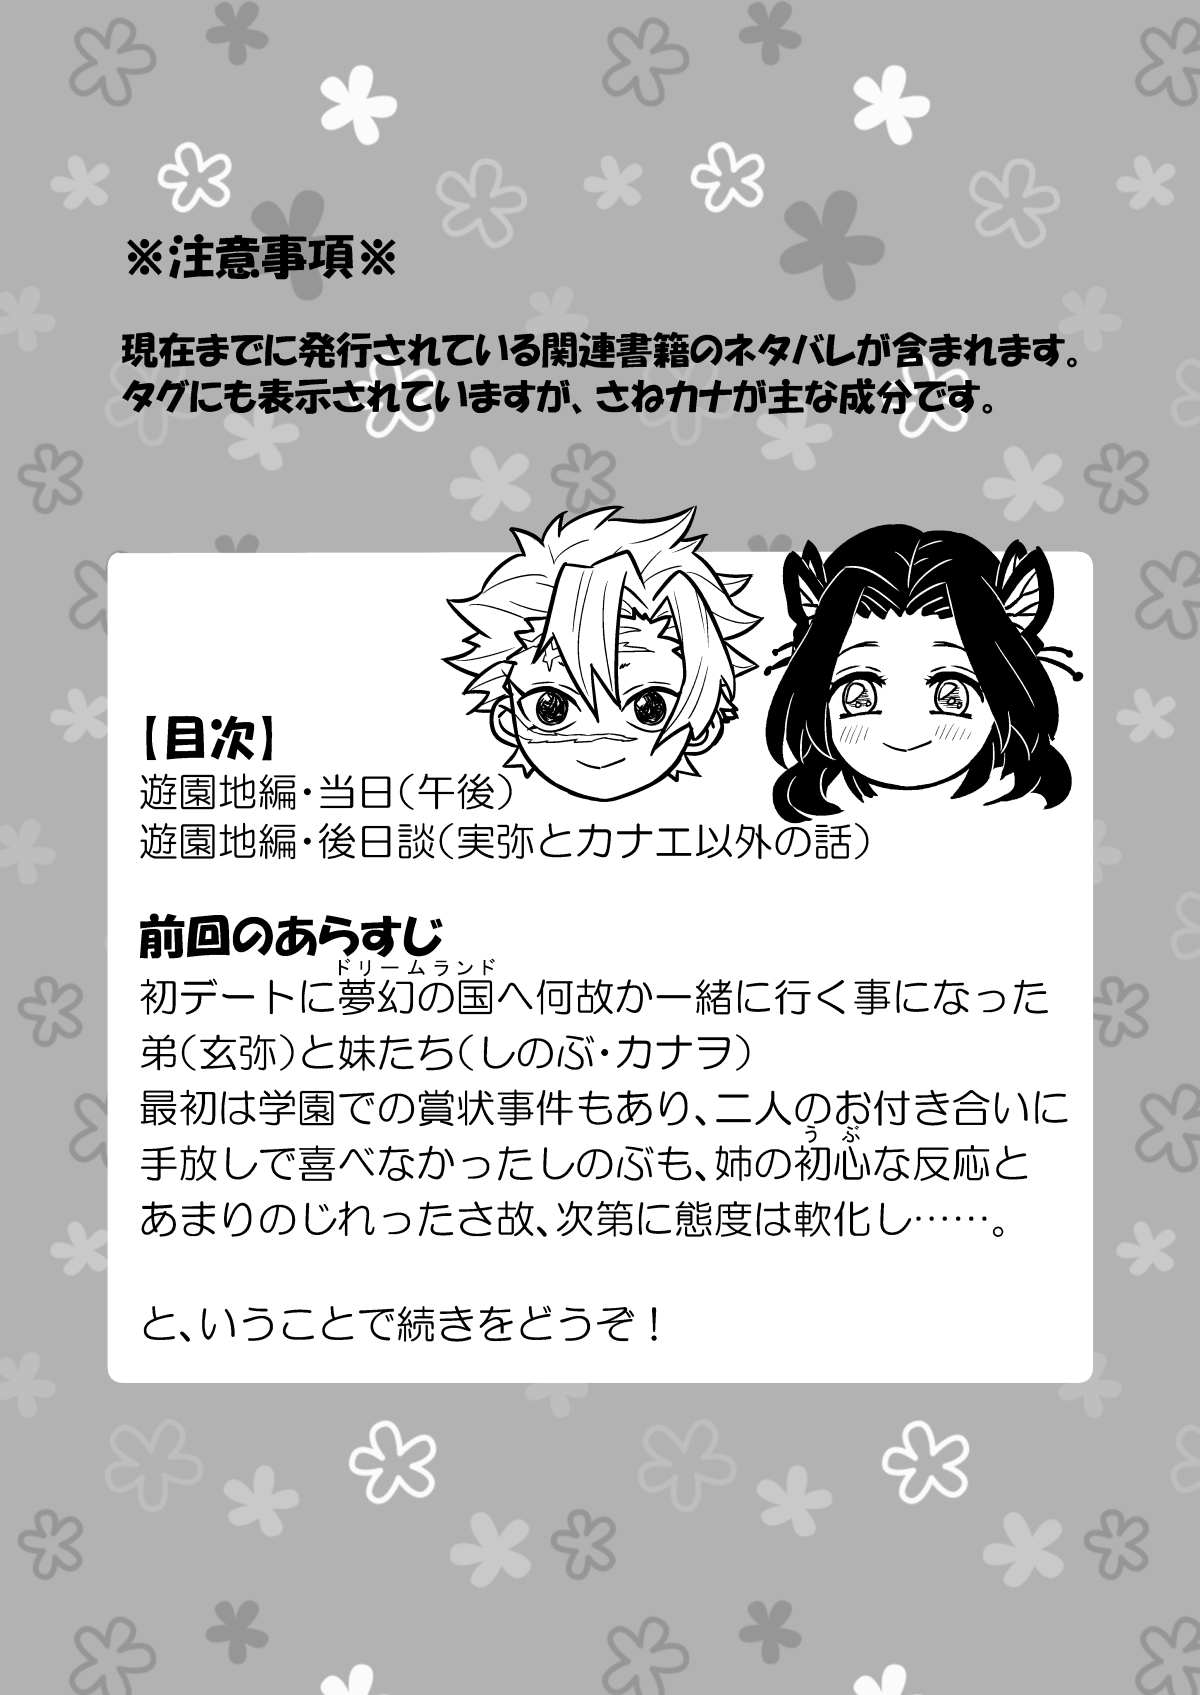 ※注意事項※
現在までに発行されている関連書籍のネタバレが含まれます。
タグにも表示されていますが、さねカナが主な成分です。
【目次】
遊園地編・当日(午後)
遊園地編・後日談(実弥とカナエ以外の話)
前回のあらすじ
ドリームランド
初デートに夢幻の国へ何故か一緒に行く事になった
弟(玄弥)と妹たち(しのぶ・カナヲ)
最初は学園での賞状事件もあり、二人のお付き合いに
うぶ
手放しで喜べなかったしのぶも、姉の初心な反応と
あまりのじれったさ故、次第に態度は軟化し……。
と、いうことで続きをどうぞ！